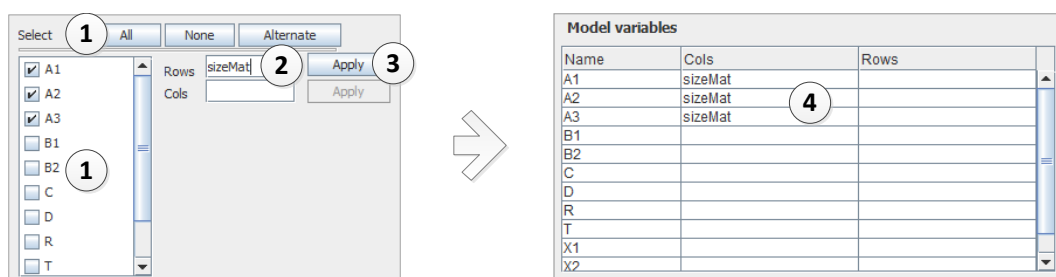 Select 1 All None Alternate
A1 Rows sizeMat 2 Apply 3
A2 Cols Apply
A3
B1
B2 1
C
D
R
T
Model variables
Name Cols Rows
A1 sizeMat
A2 sizeMat 4
A3 sizeMat
B1
B2
C
D
R
T
X1
X2